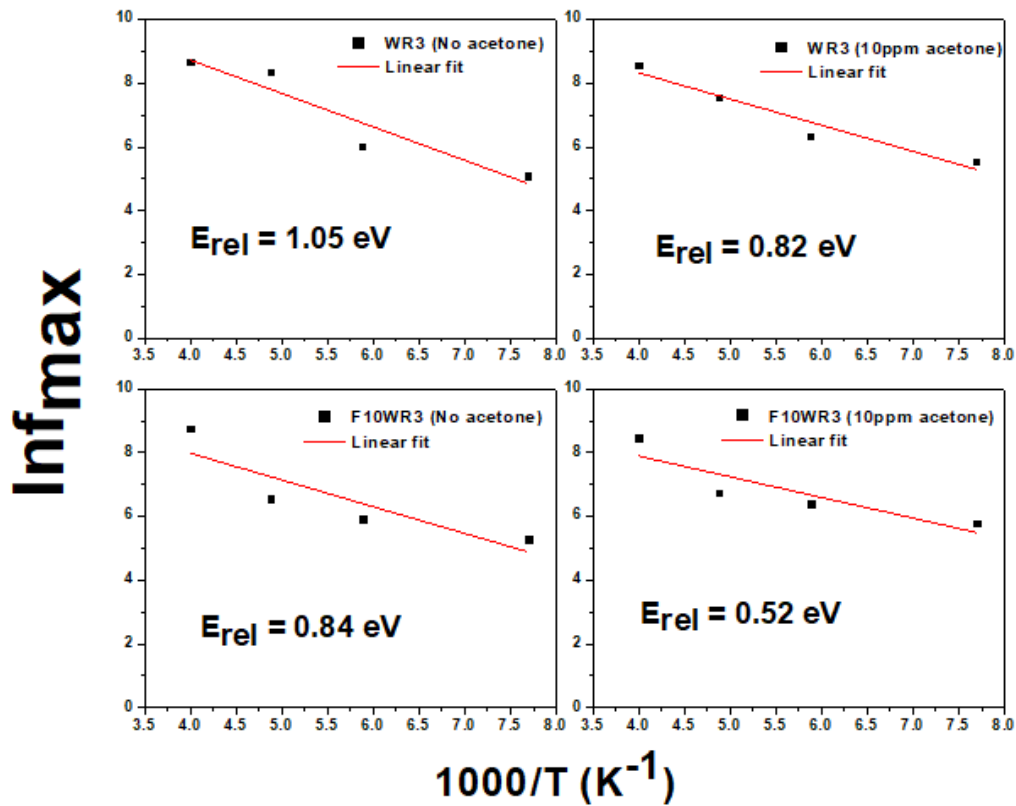 10
8
6
4
2
0
WR3 (No acetone)
Linear fit
E_rel = 1.05 eV
3.5 4.0 4.5 5.0 5.5 6.0 6.5 7.0 7.5 8.0
10
8
6
4
2
0
WR3 (10ppm acetone)
Linear fit
E_rel = 0.82 eV
3.5 4.0 4.5 5.0 5.5 6.0 6.5 7.0 7.5 8.0
lnf_max
10
8
6
4
2
0
F10WR3 (No acetone)
Linear fit
E_rel = 0.84 eV
3.5 4.0 4.5 5.0 5.5 6.0 6.5 7.0 7.5 8.0
10
8
6
4
2
0
F10WR3 (10ppm acetone)
Linear fit
E_rel = 0.52 eV
3.5 4.0 4.5 5.0 5.5 6.0 6.5 7.0 7.5 8.0
1000/T (K⁻¹)